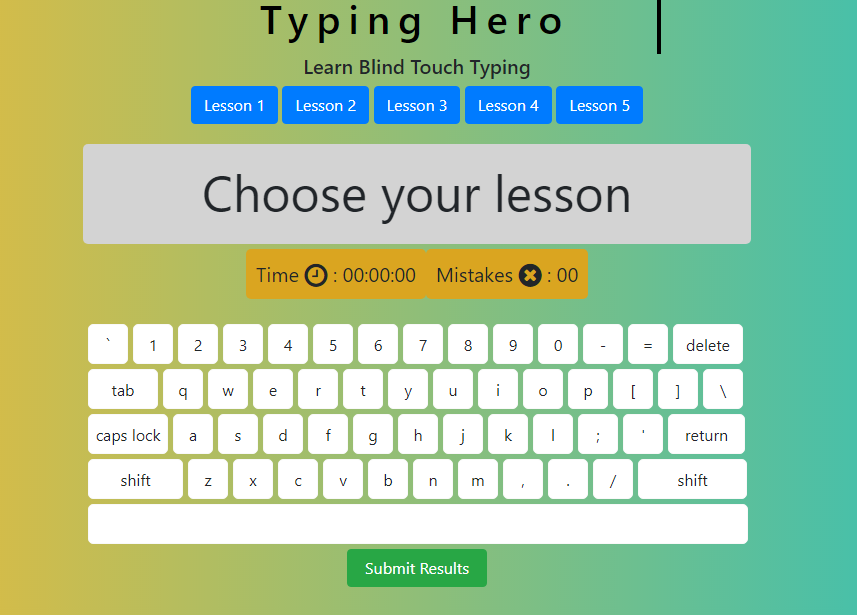 Typing Hero
Learn Blind Touch Typing
Lesson 1 Lesson 2 Lesson 3 Lesson 4 Lesson 5
Choose your lesson
Time : 00:00:00 Mistakes : 00
` 1 2 3 4 5 6 7 8 9 0 - = delete
tab q w e r t y u i o p [ ] \
caps lock a s d f g h j k l ; ' return
shift z x c v b n m , . / shift
Submit Results